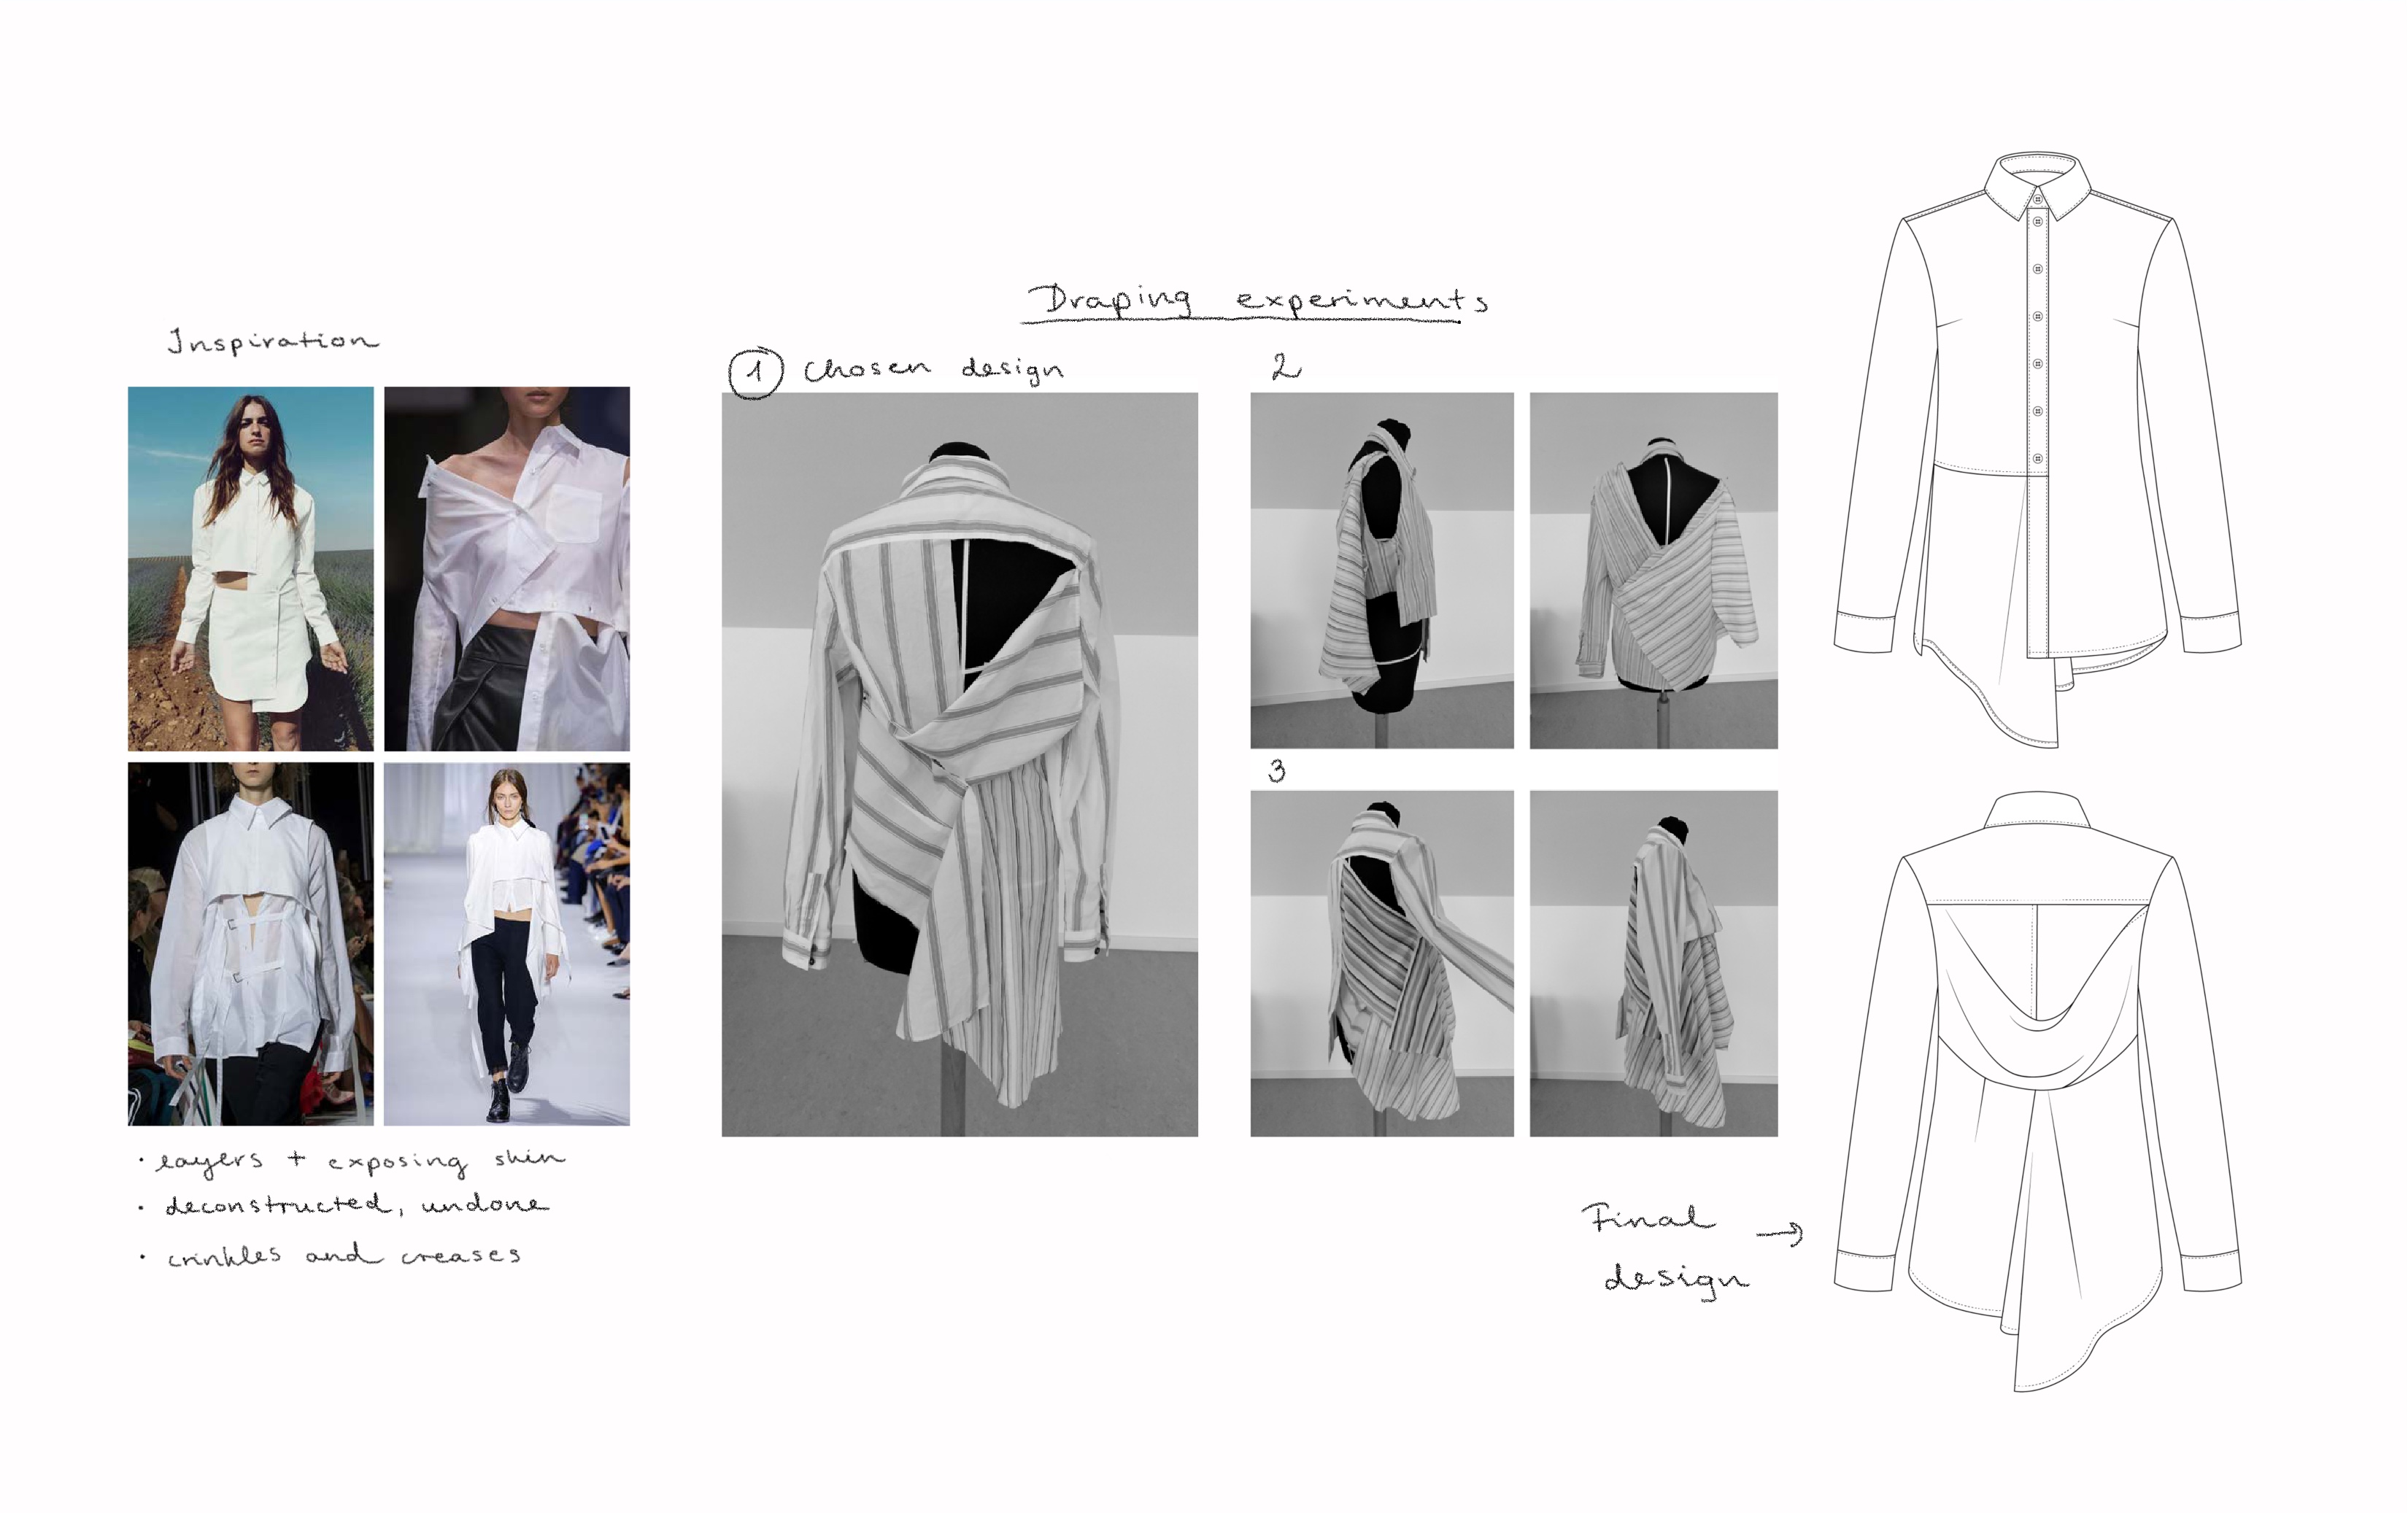 Inspiration
• layers + exposing skin
• deconstructed, undone
• crinkles and creases
Draping experiments
1 Chosen design
2
3
Final
design